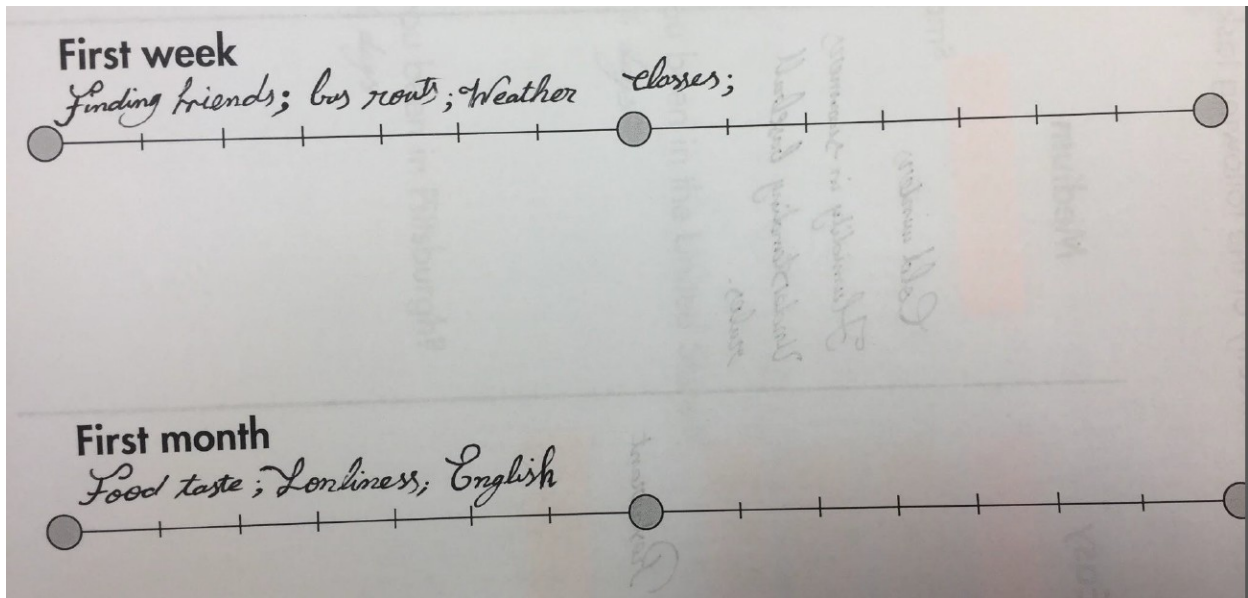 First week
Finding friends; bus routs; Weather classes;
First month
Food taste; Lonliness; English